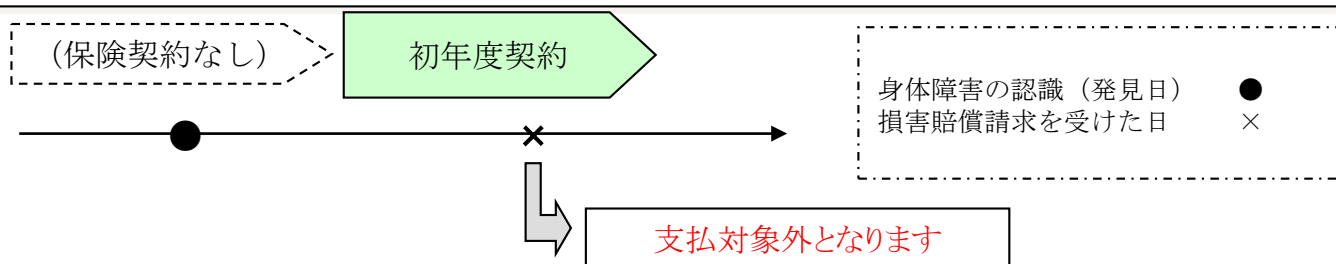 (保険契約なし)
初年度契約
身体障害の認識(発見日) ●
損害賠償請求を受けた日 ×
支払対象外となります